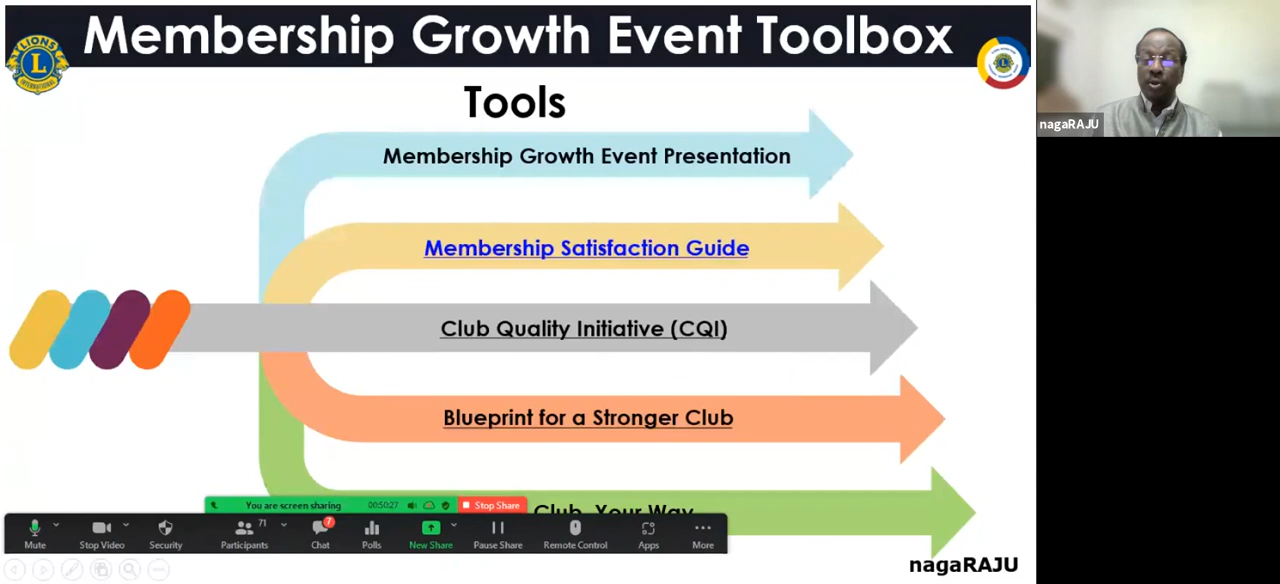 Membership Growth Event Toolbox
LIONS
L
INTERNATIONAL
Tools
nagaRAJU
Membership Growth Event Presentation
Membership Satisfaction Guide
Club Quality Initiative (CQI)
Blueprint for a Stronger Club
You are screen sharing 00:50:27 Stop Share
Club, Your Way
71
7
Mute Stop Video Security Participants Chat Polls New Share Pause Share Remote Control Apps More
nagaRAJU